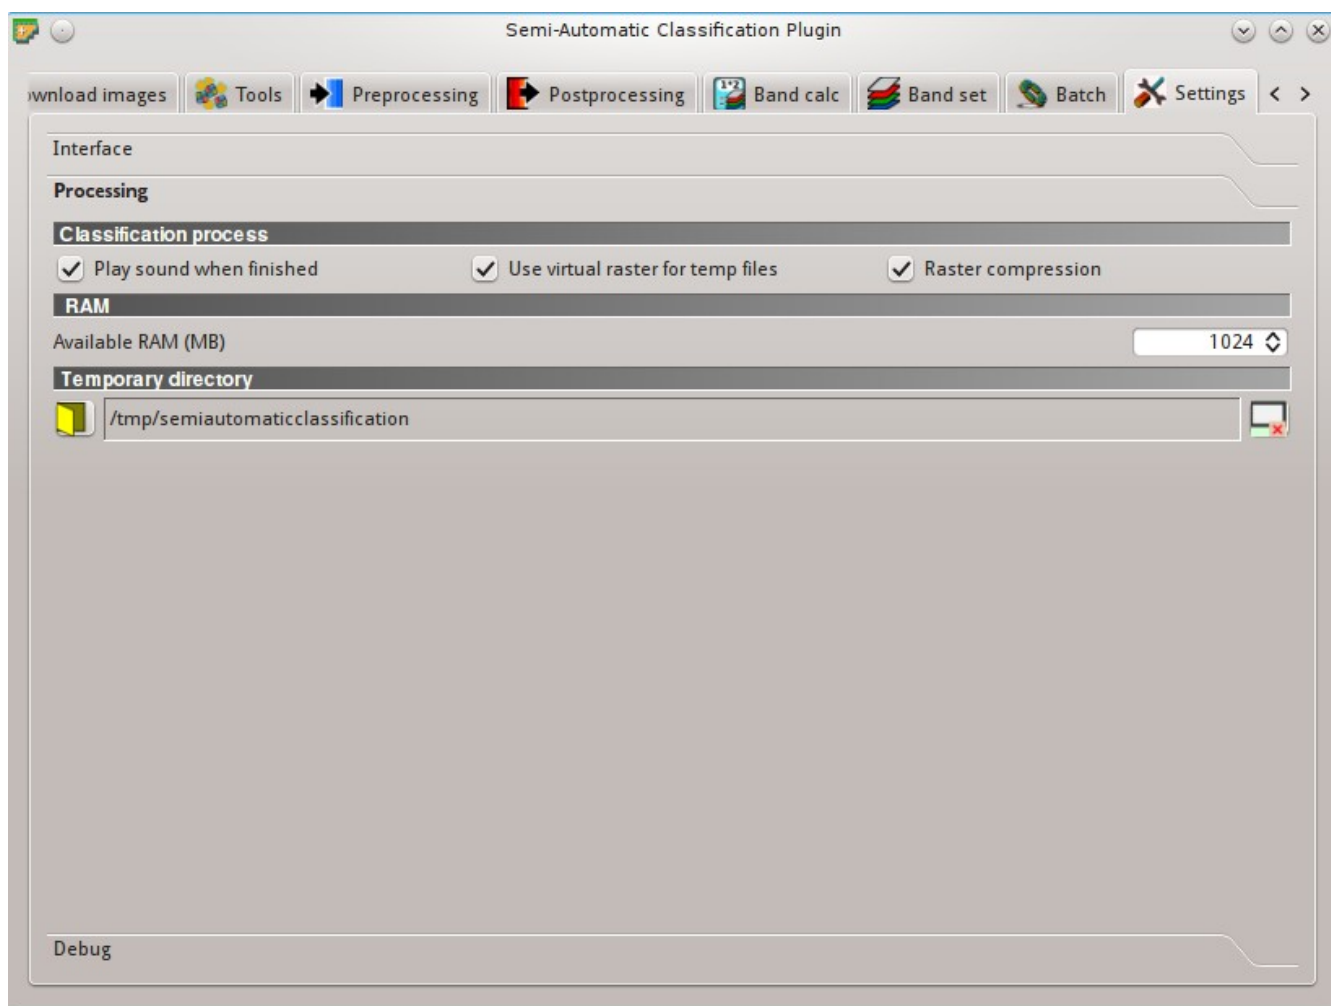 Semi-Automatic Classification Plugin
wnload images Tools Preprocessing Postprocessing Band calc Band set Batch Settings < >
Interface
Processing
Classification process
Play sound when finished Use virtual raster for temp files Raster compression
RAM
Available RAM (MB) 1024
Temporary directory
/tmp/semiautomaticclassification
Debug